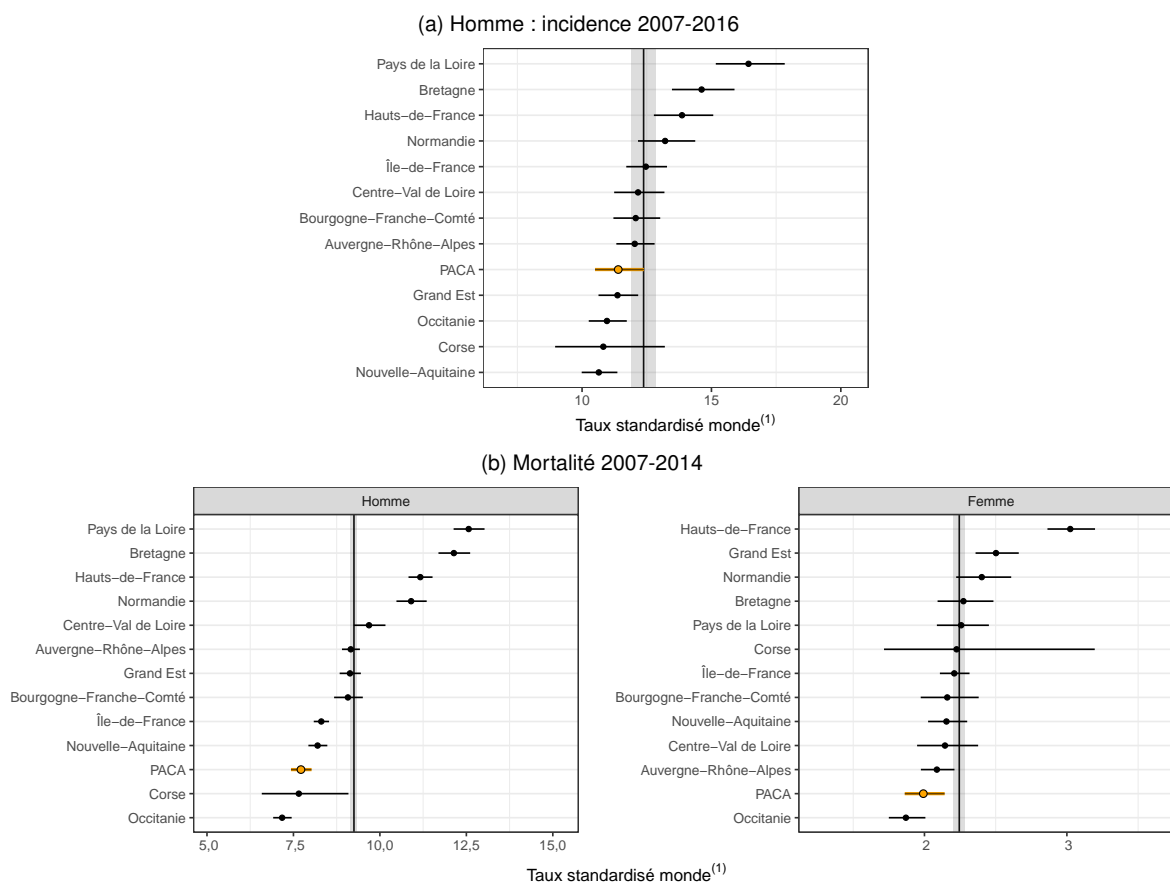 (a) Homme : incidence 2007-2016
Pays de la Loire
Bretagne
Hauts−de−France
Normandie
Île−de−France
Centre−Val de Loire
Bourgogne−Franche−Comté
Auvergne−Rhône−Alpes
PACA
Grand Est
Occitanie
Corse
Nouvelle−Aquitaine
10 15 20
Taux standardisé monde(1)
(b) Mortalité 2007-2014
Homme
Pays de la Loire
Bretagne
Hauts−de−France
Normandie
Centre−Val de Loire
Auvergne−Rhône−Alpes
Grand Est
Bourgogne−Franche−Comté
Île−de−France
Nouvelle−Aquitaine
PACA
Corse
Occitanie
5,0 7,5 10,0 12,5 15,0
Femme
Hauts−de−France
Grand Est
Normandie
Bretagne
Pays de la Loire
Corse
Île−de−France
Bourgogne−Franche−Comté
Nouvelle−Aquitaine
Centre−Val de Loire
Auvergne−Rhône−Alpes
PACA
Occitanie
2 3
Taux standardisé monde(1)